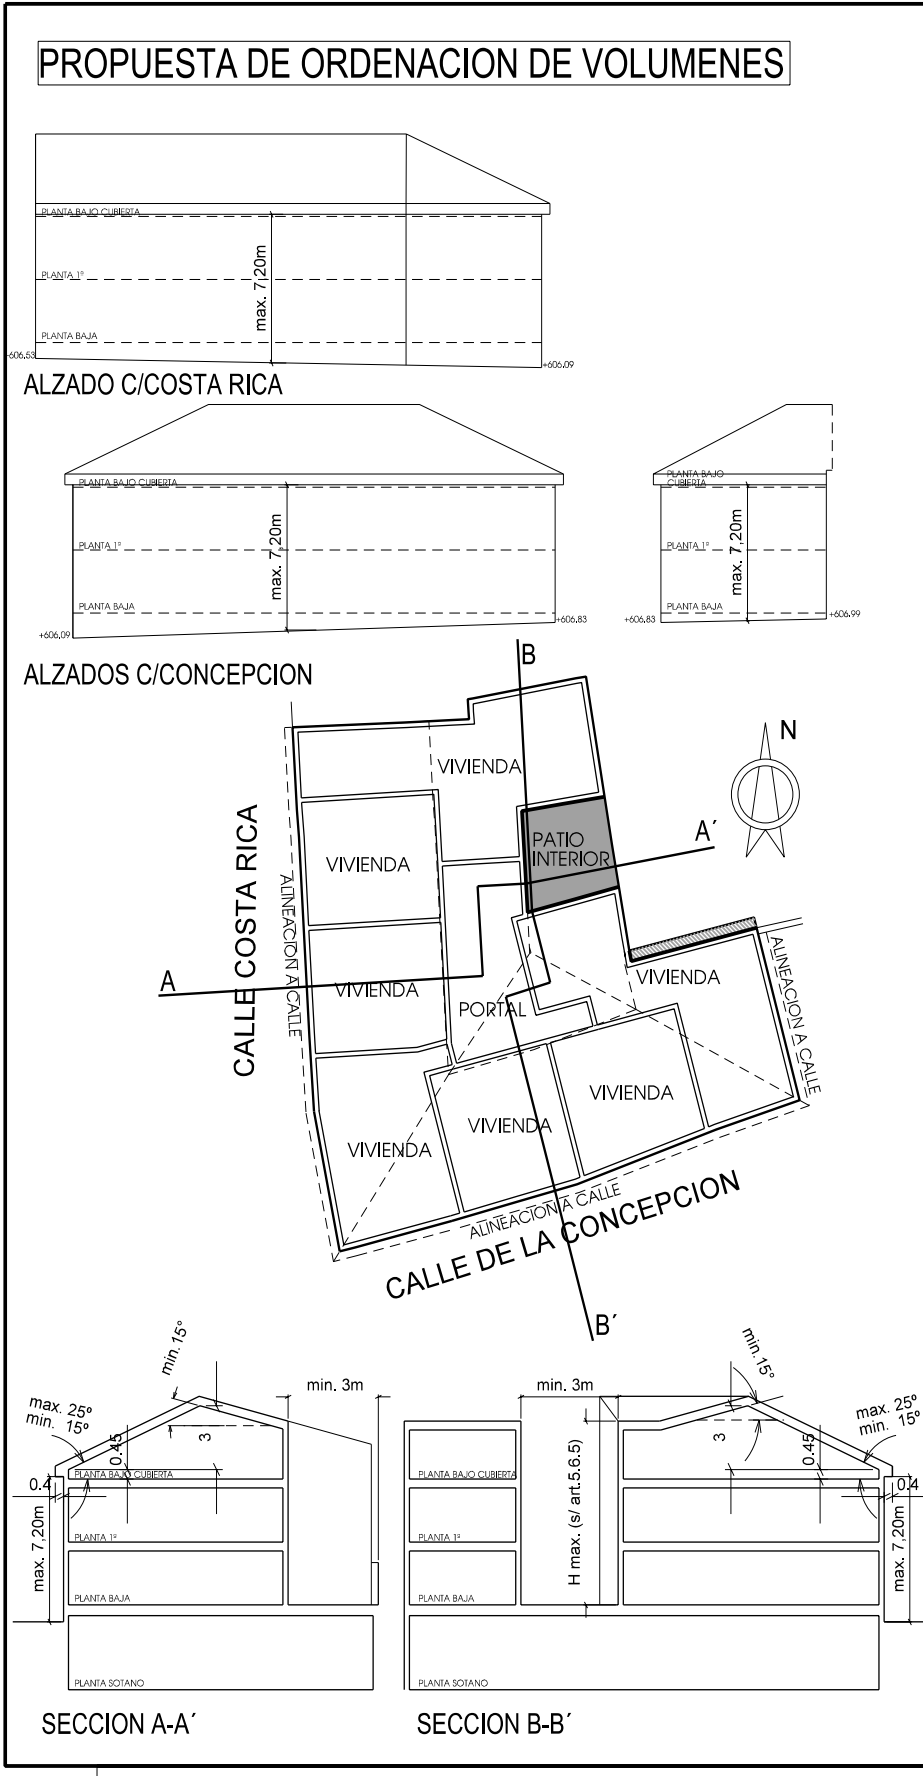 PROPUESTA DE ORDENACION DE VOLUMENES
PLANTA BAJO CUBIERTA
PLANTA 1º
max. 7,20m
PLANTA BAJA
+606.53
+606.09
ALZADO C/COSTA RICA
PLANTA BAJO CUBIERTA
PLANTA 1º
max. 7,20m
PLANTA BAJA
+606.09
+606.83
PLANTA BAJO
CUBIERTA
PLANTA 1º
max. 7,20m
PLANTA BAJA
+606.83
+606.99
ALZADOS C/CONCEPCION
B
N
VIVIENDA
A´
PATIO
INTERIOR
VIVIENDA
CALLE COSTA RICA
ALINEACION A CALLE
A
VIVIENDA
PORTAL
VIVIENDA
ALINEACION A CALLE
VIVIENDA
VIVIENDA
VIVIENDA
ALINEACION A CALLE
CALLE DE LA CONCEPCION
B´
min. 15º
min. 3m
max. 25º
min. 15º
3
0.45
PLANTA BAJO CUBIERTA
0.4
max. 7,20m
PLANTA 1º
PLANTA BAJA
PLANTA SOTANO
SECCION A-A´
min. 3m
min. 15º
max. 25º
min. 15º
3
0.45
PLANTA BAJO CUBIERTA
0.4
H max. (s/ art.5.6.5)
max. 7,20m
PLANTA 1º
PLANTA BAJA
PLANTA SOTANO
SECCION B-B´